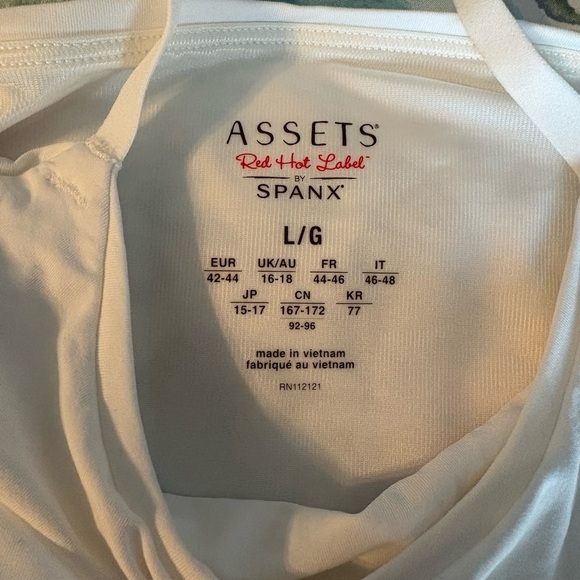 ASSETS®
Red Hot Label™
BY
SPANX®
L/G
EUR UK/AU FR IT
42-44 16-18 44-46 46-48
JP CN KR
15-17 167-172 77
92-96
made in vietnam
fabriqué au vietnam
RN112121